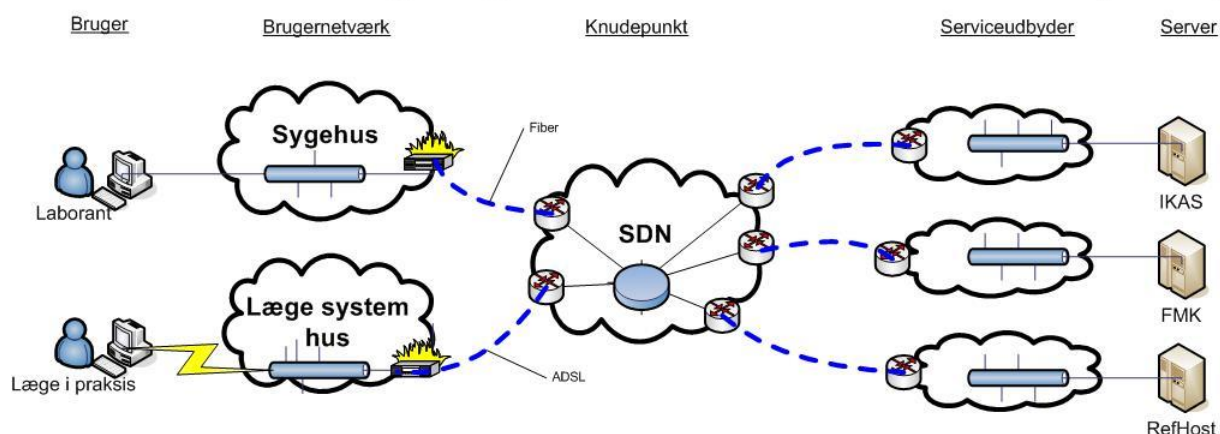 Bruger
Brugernetværk
Knudepunkt
Serviceudbyder
Server
Sygehus
Fiber
Laborant
SDN
IKAS
Læge system
hus
FMK
Læge i praksis
ADSL
RefHost